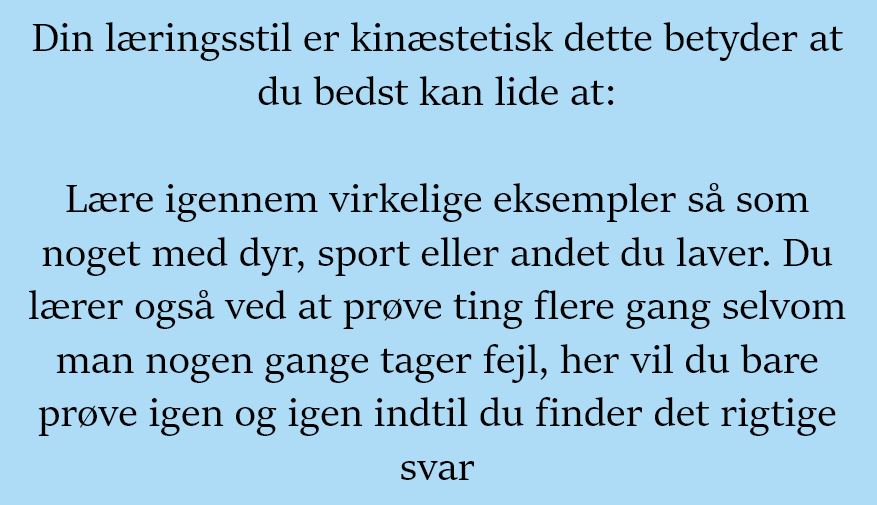 Din læringsstil er kinæstetisk dette betyder at
du bedst kan lide at:
Lære igennem virkelige eksempler så som
noget med dyr, sport eller andet du laver. Du
lærer også ved at prøve ting flere gang selvom
man nogen gange tager fejl, her vil du bare
prøve igen og igen indtil du finder det rigtige
svar